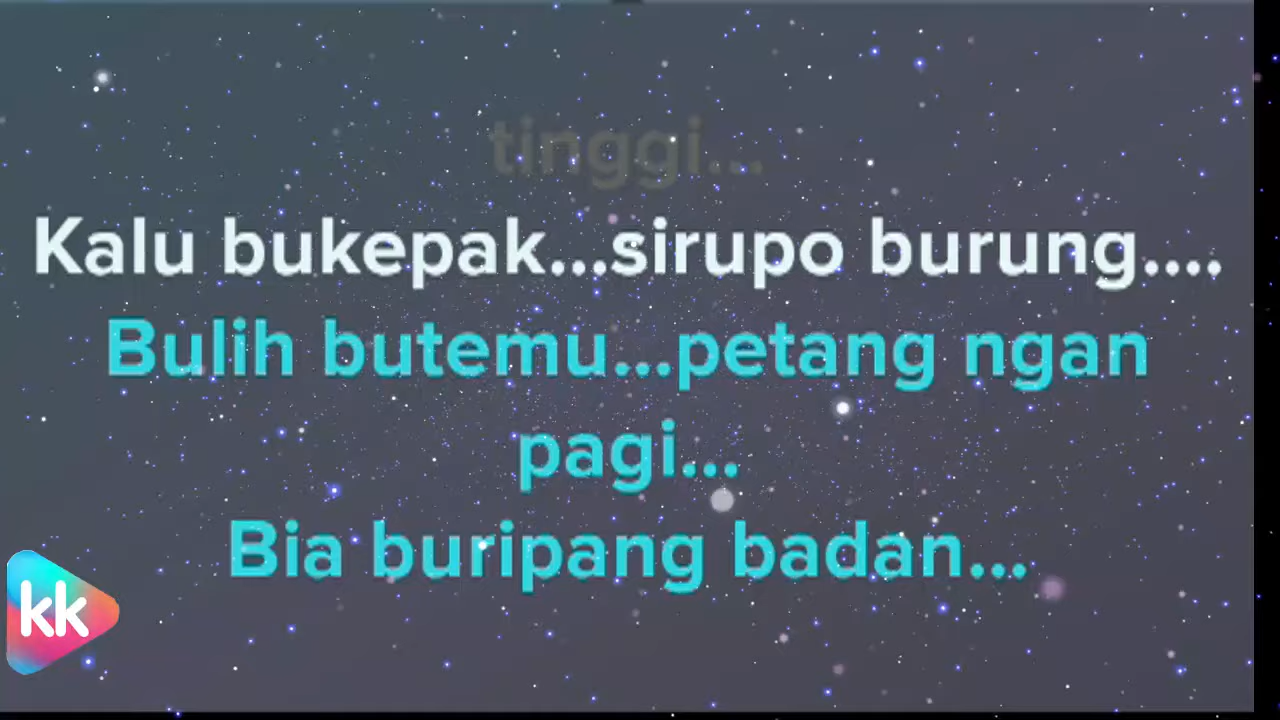 tinggi...
Kalu bukepak...sirupo burung....
Bulih butemu...petang ngan
pagi...
Bia buripang badan...
kk